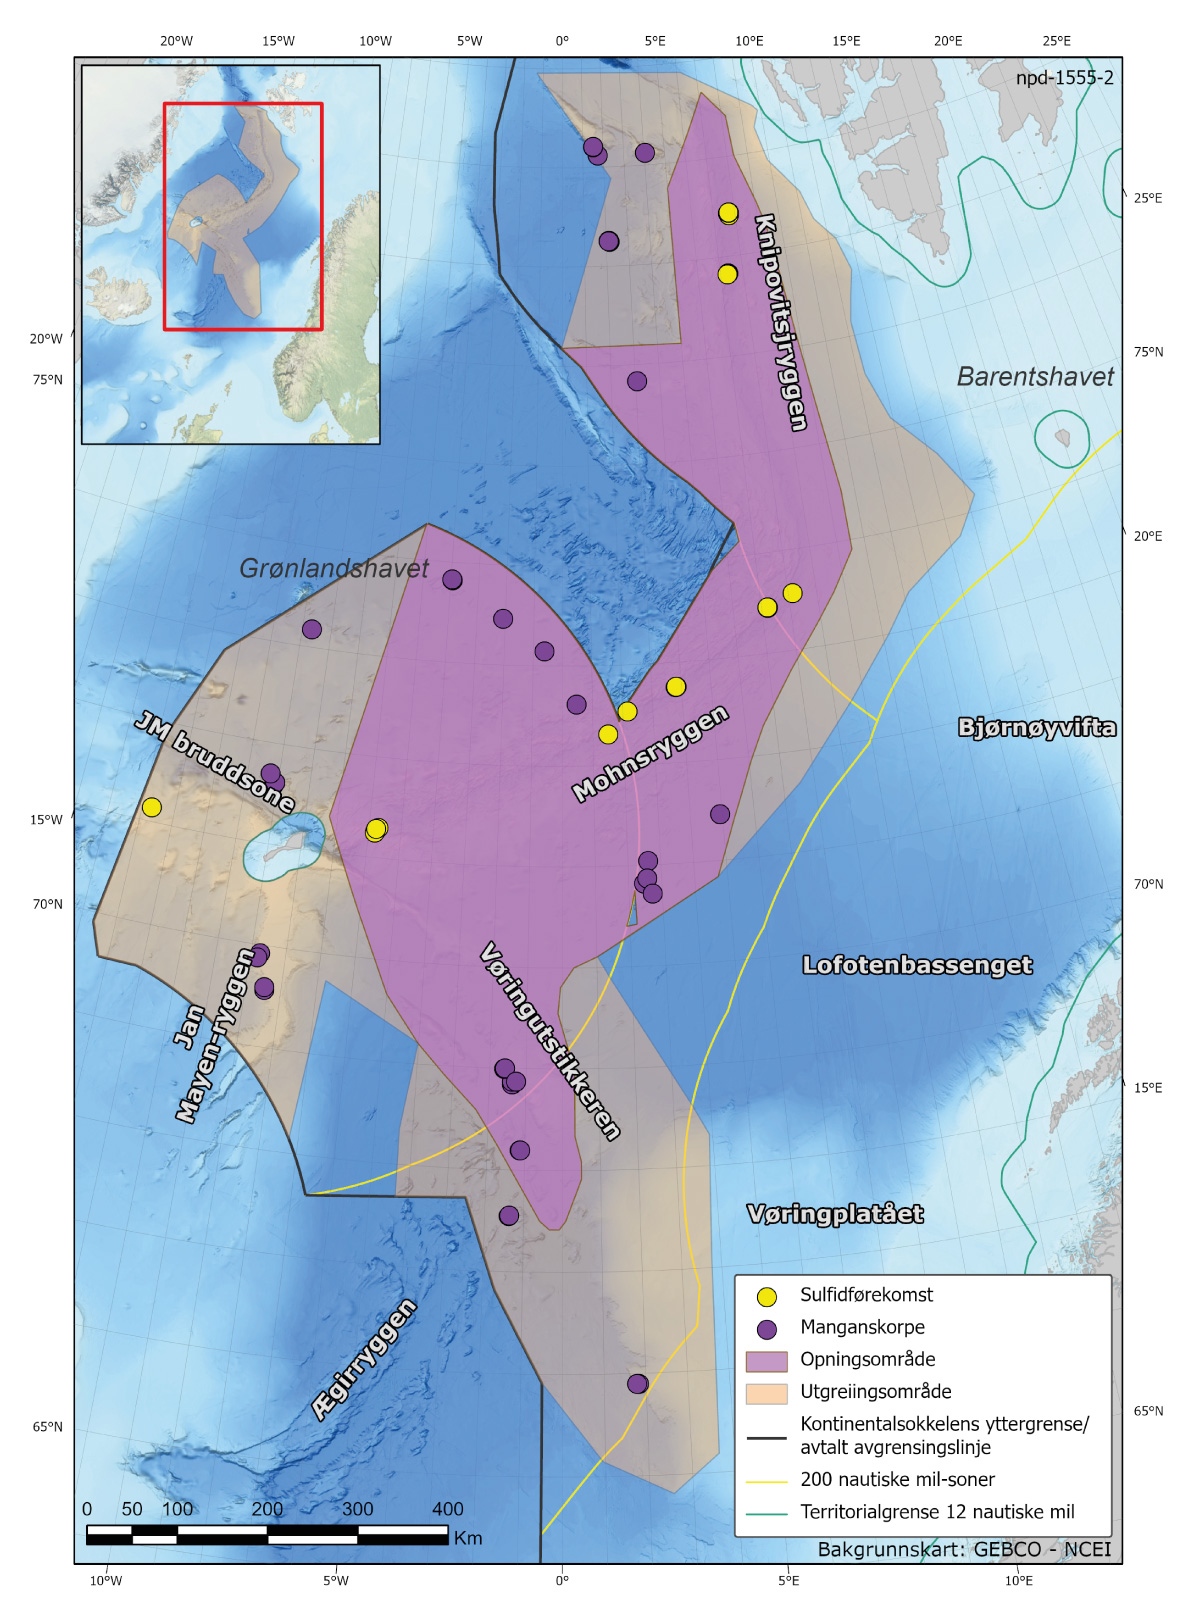 20°W 15°W 10°W 5°W 0° 5°E 10°E 15°E 20°E 25°E
npd-1555-2
25°E
Knipovitsjryggen
20°W
75°N
75°N
Barentshavet
20°E
Grønlandshavet
JM bruddsone
Mohnsryggen
Bjørnøyvifta
15°W
70°N
70°N
Jan
Mayen-ryggen
Vøringutstikkeren
Lofotenbassenget
15°E
Vøringplatået
Ægirryggen
65°N
65°N
Sulfidførekomst
Manganskorpe
Opningsområde
Utgreiingsområde
Kontinentalsokkelens yttergrense/
avtalt avgrensingslinje
200 nautiske mil-soner
Territorialgrense 12 nautiske mil
0 50 100 200 300 400
Km
Bakgrunnskart: GEBCO - NCEI
10°W 5°W 0° 5°E 10°E